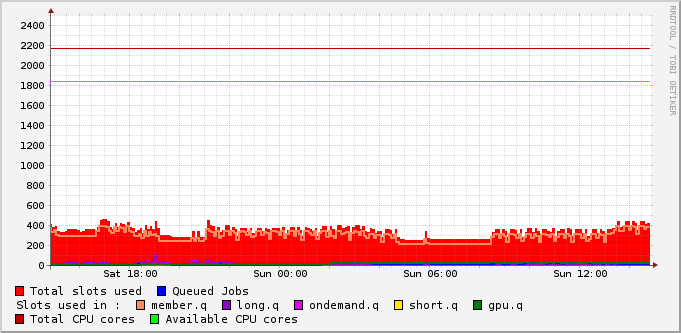 RRDTOOL / TOBI OETIKER
2400
2200
2000
1800
1600
1400
1200
1000
800
600
400
200
0
Sat 18:00 Sun 00:00 Sun 06:00 Sun 12:00
Total slots used Queued Jobs
Slots used in : member.q long.q ondemand.q short.q gpu.q
Total CPU cores Available CPU cores